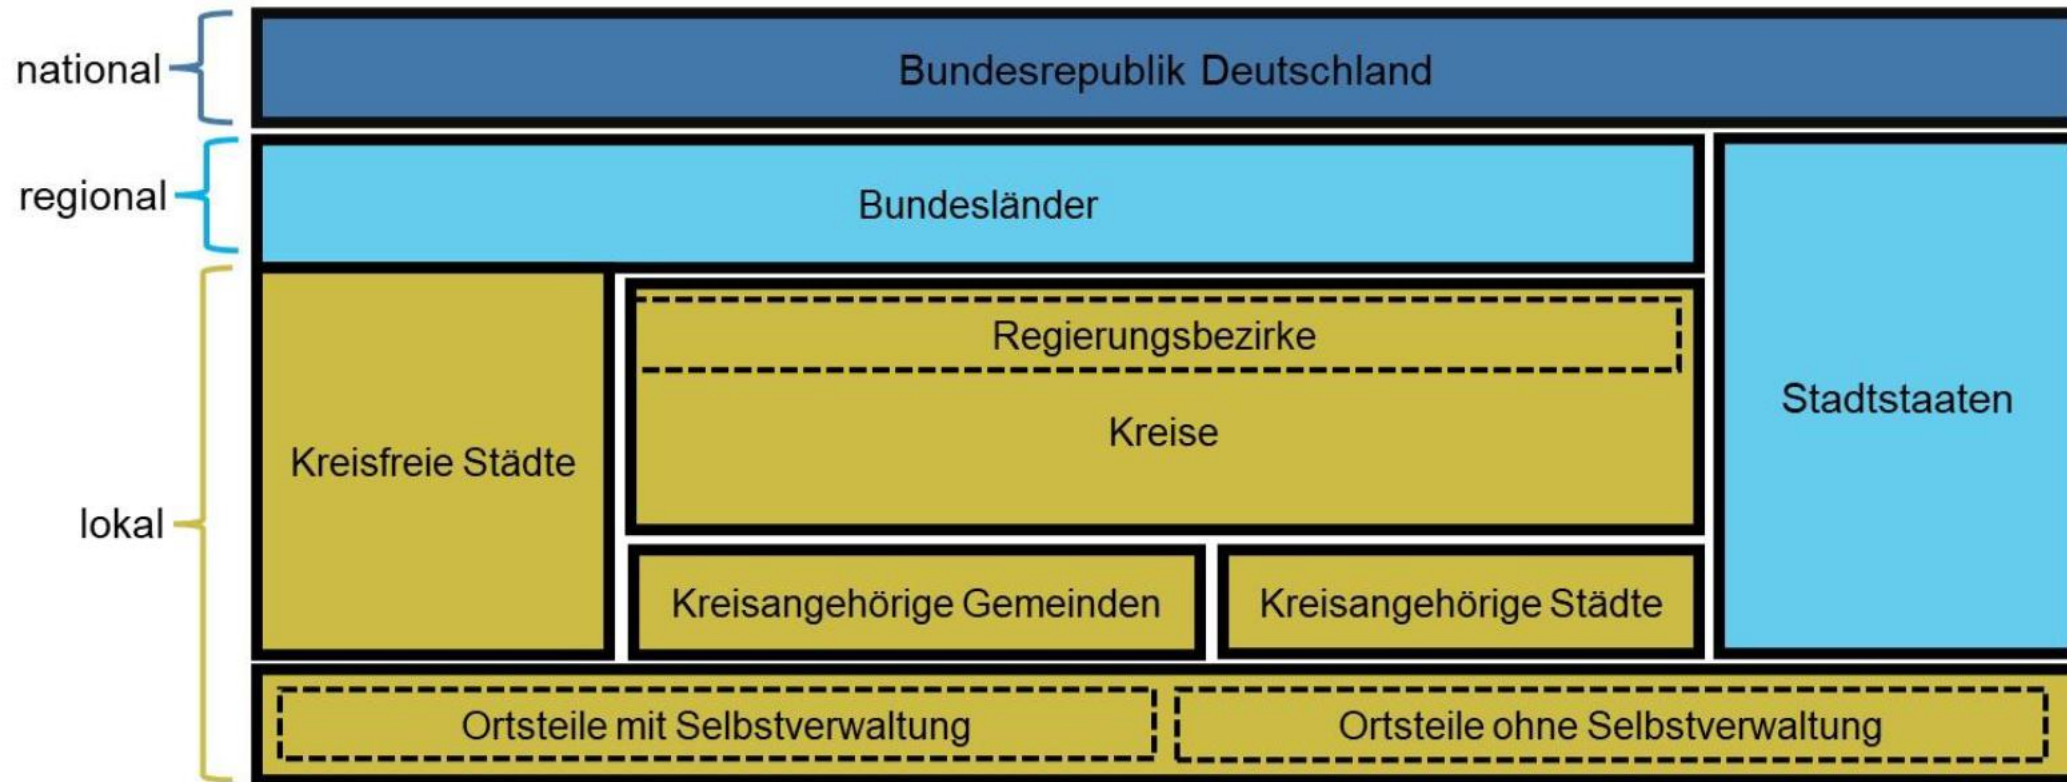 national
Bundesrepublik Deutschland
regional
Bundesländer
Regierungsbezirke
Stadtstaaten
Kreise
Kreisfreie Städte
lokal
Kreisangehörige Gemeinden
Kreisangehörige Städte
Ortsteile mit Selbstverwaltung
Ortsteile ohne Selbstverwaltung